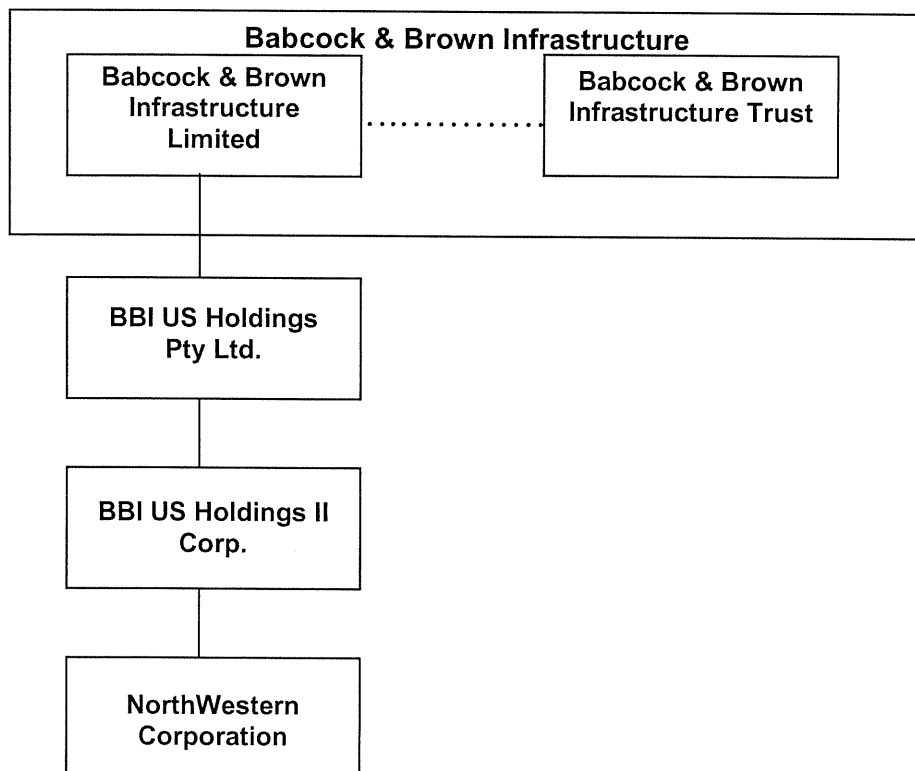 Babcock & Brown Infrastructure
Babcock & Brown
Infrastructure
Limited
Babcock & Brown
Infrastructure Trust
BBI US Holdings
Pty Ltd.
BBI US Holdings II
Corp.
NorthWestern
Corporation